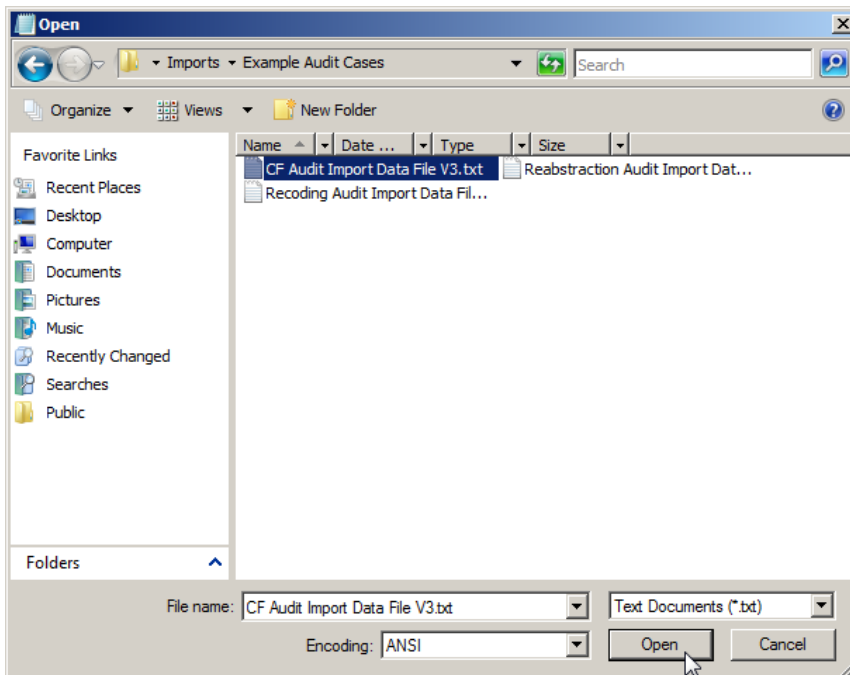 Open
Imports Example Audit Cases Search
Organize Views New Folder
Favorite Links
Recent Places
Desktop
Computer
Documents
Pictures
Music
Recently Changed
Searches
Public
Folders
Name Date ... Type Size
CF Audit Import Data File V3.txt Reabstraction Audit Import Dat...
Recoding Audit Import Data Fil...
File name: CF Audit Import Data File V3.txt Text Documents (*.txt)
Encoding: ANSI Open Cancel